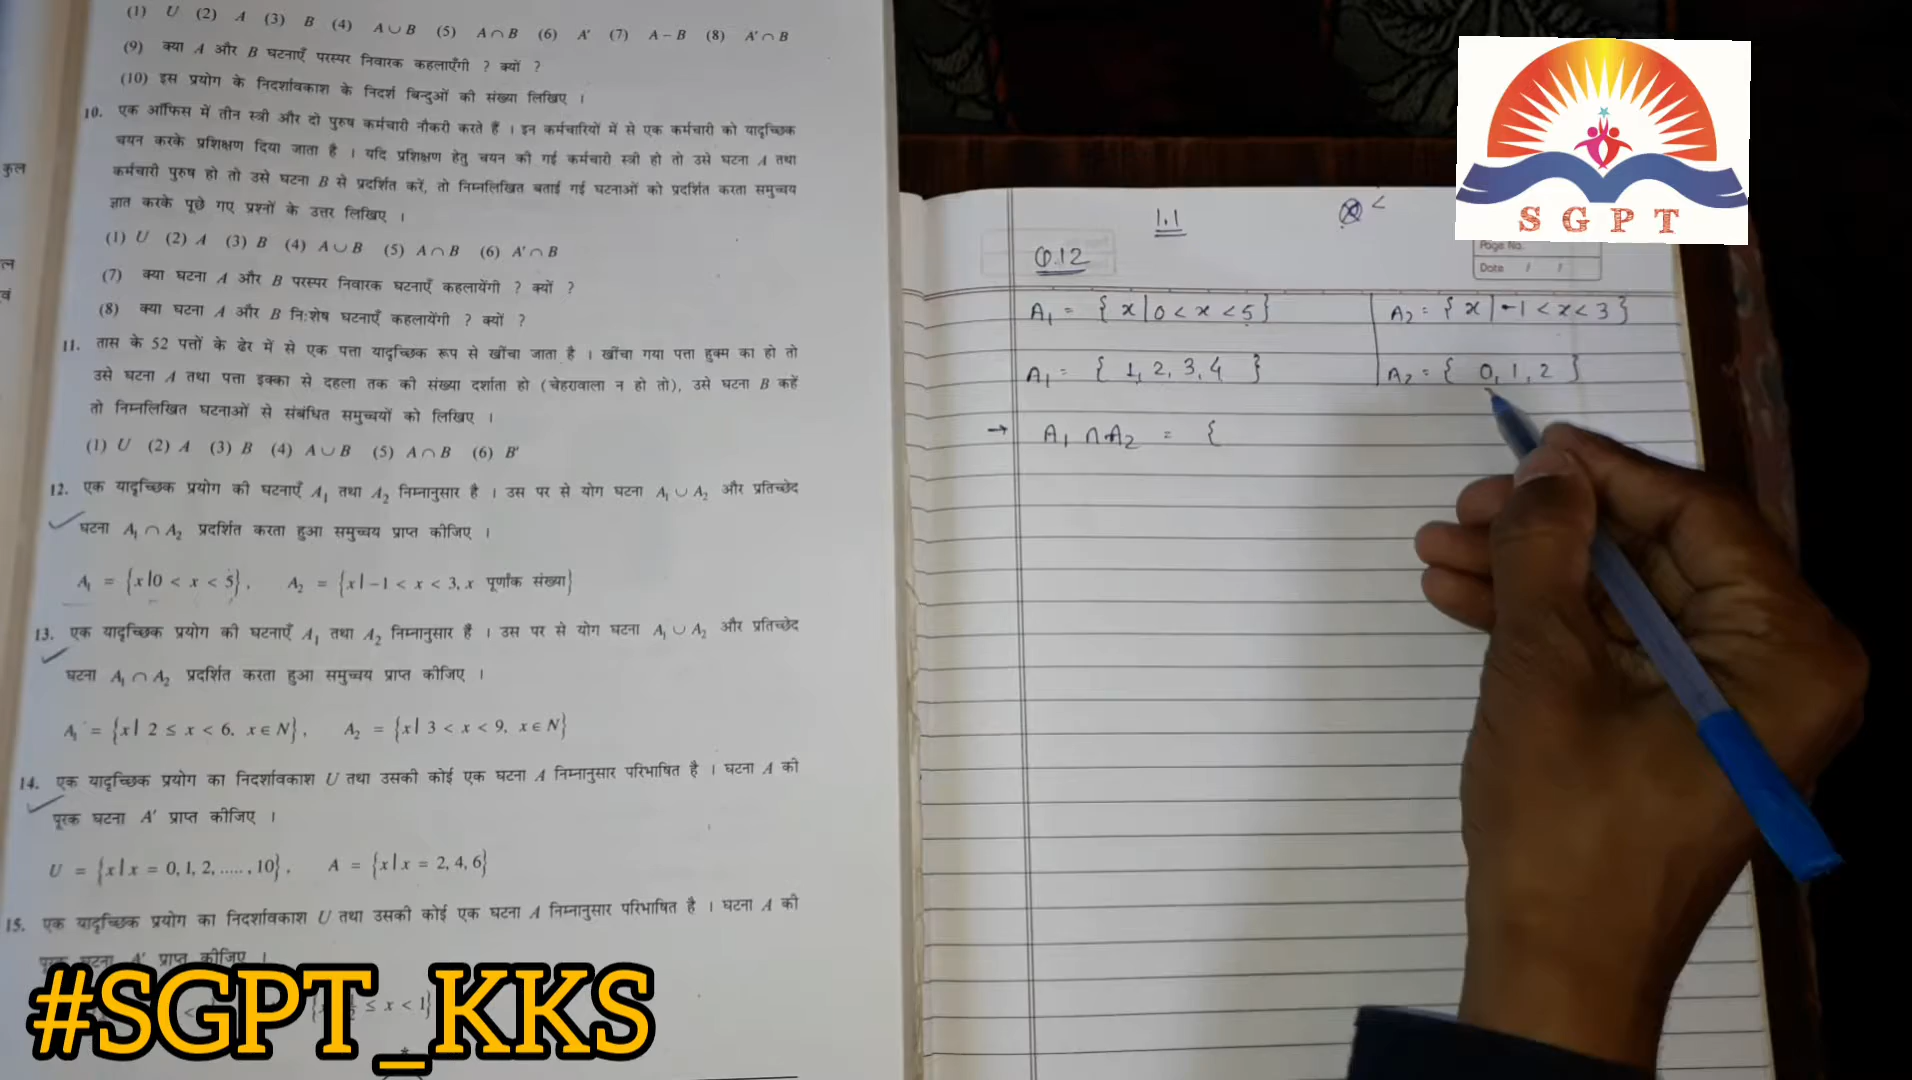 (1) U (2) A (3) B (4) A∪B (5) A∩B (6) A' (7) A−B (8) A'∩B
(9) क्या A और B घटनाएँ परस्पर निवारक कहलाएँगी ? क्यों ?
(10) इस प्रयोग के निदर्शावकाश के निदर्श बिन्दुओं की संख्या लिखिए ।
10. एक ऑफिस में तीन स्त्री और दो पुरुष कर्मचारी नौकरी करते हैं । इन कर्मचारियों में से एक कर्मचारी को यादृच्छिक
चयन करके प्रशिक्षण दिया जाता है । यदि प्रशिक्षण हेतु चयन की गई कर्मचारी स्त्री हो तो उसे घटना A तथा
कर्मचारी पुरुष हो तो उसे घटना B से प्रदर्शित करें, तो निम्नलिखित बताई गई घटनाओं को प्रदर्शित करता समुच्चय
ज्ञात करके पूछे गए प्रश्नों के उत्तर लिखिए ।
(1) U (2) A (3) B (4) A∪B (5) A∩B (6) A'∩B
(7) क्या घटना A और B परस्पर निवारक घटनाएँ कहलायेंगी ? क्यों ?
(8) क्या घटना A और B निःशेष घटनाएँ कहलायेंगी ? क्यों ?
11. तास के 52 पत्तों के ढेर में से एक पत्ता यादृच्छिक रूप से खींचा जाता है । खींचा गया पत्ता हुक्म का हो तो
उसे घटना A तथा पत्ता इक्का से दहला तक की संख्या दर्शाता हो (चेहरावाला न हो तो), उसे घटना B कहें
तो निम्नलिखित घटनाओं से संबंधित समुच्चयों को लिखिए ।
(1) U (2) A (3) B (4) A∪B (5) A∩B (6) B'
12. एक यादृच्छिक प्रयोग की घटनाएँ A₁ तथा A₂ निम्नानुसार है । उस पर से योग घटना A₁∪A₂ और प्रतिच्छेद
घटना A₁∩A₂ प्रदर्शित करता हुआ समुच्चय प्राप्त कीजिए ।
A₁ = {x|0 < x < 5}, A₂ = {x|−1 < x < 3, x पूर्णांक संख्या}
13. एक यादृच्छिक प्रयोग की घटनाएँ A₁ तथा A₂ निम्नानुसार है । उस पर से योग घटना A₁∪A₂ और प्रतिच्छेद
घटना A₁∩A₂ प्रदर्शित करता हुआ समुच्चय प्राप्त कीजिए ।
A₁ = {x| 2 ≤ x < 6, x∈N}, A₂ = {x| 3 < x < 9, x∈N}
14. एक यादृच्छिक प्रयोग का निदर्शावकाश U तथा उसकी कोई एक घटना A निम्नानुसार परिभाषित है । घटना A की
पूरक घटना A' प्राप्त कीजिए ।
U = {x|x = 0, 1, 2, ....., 10}, A = {x|x = 2, 4, 6}
15. एक यादृच्छिक प्रयोग का निदर्शावकाश U तथा उसकी कोई एक घटना A निम्नानुसार परिभाषित है । घटना A की
पूरक घटना A' प्राप्त कीजिए ।
≤ x < 1}
#SGPT_KKS
कुल
SGPT
Page No.
Date / /
1.1
Q.12
A₁ = {x|0<x<5}
A₂ = {x|−1<x<3}
A₁ = {1, 2, 3, 4 }
A₂ = { 0, 1, 2 }
→ A₁ ∩ A₂ = {